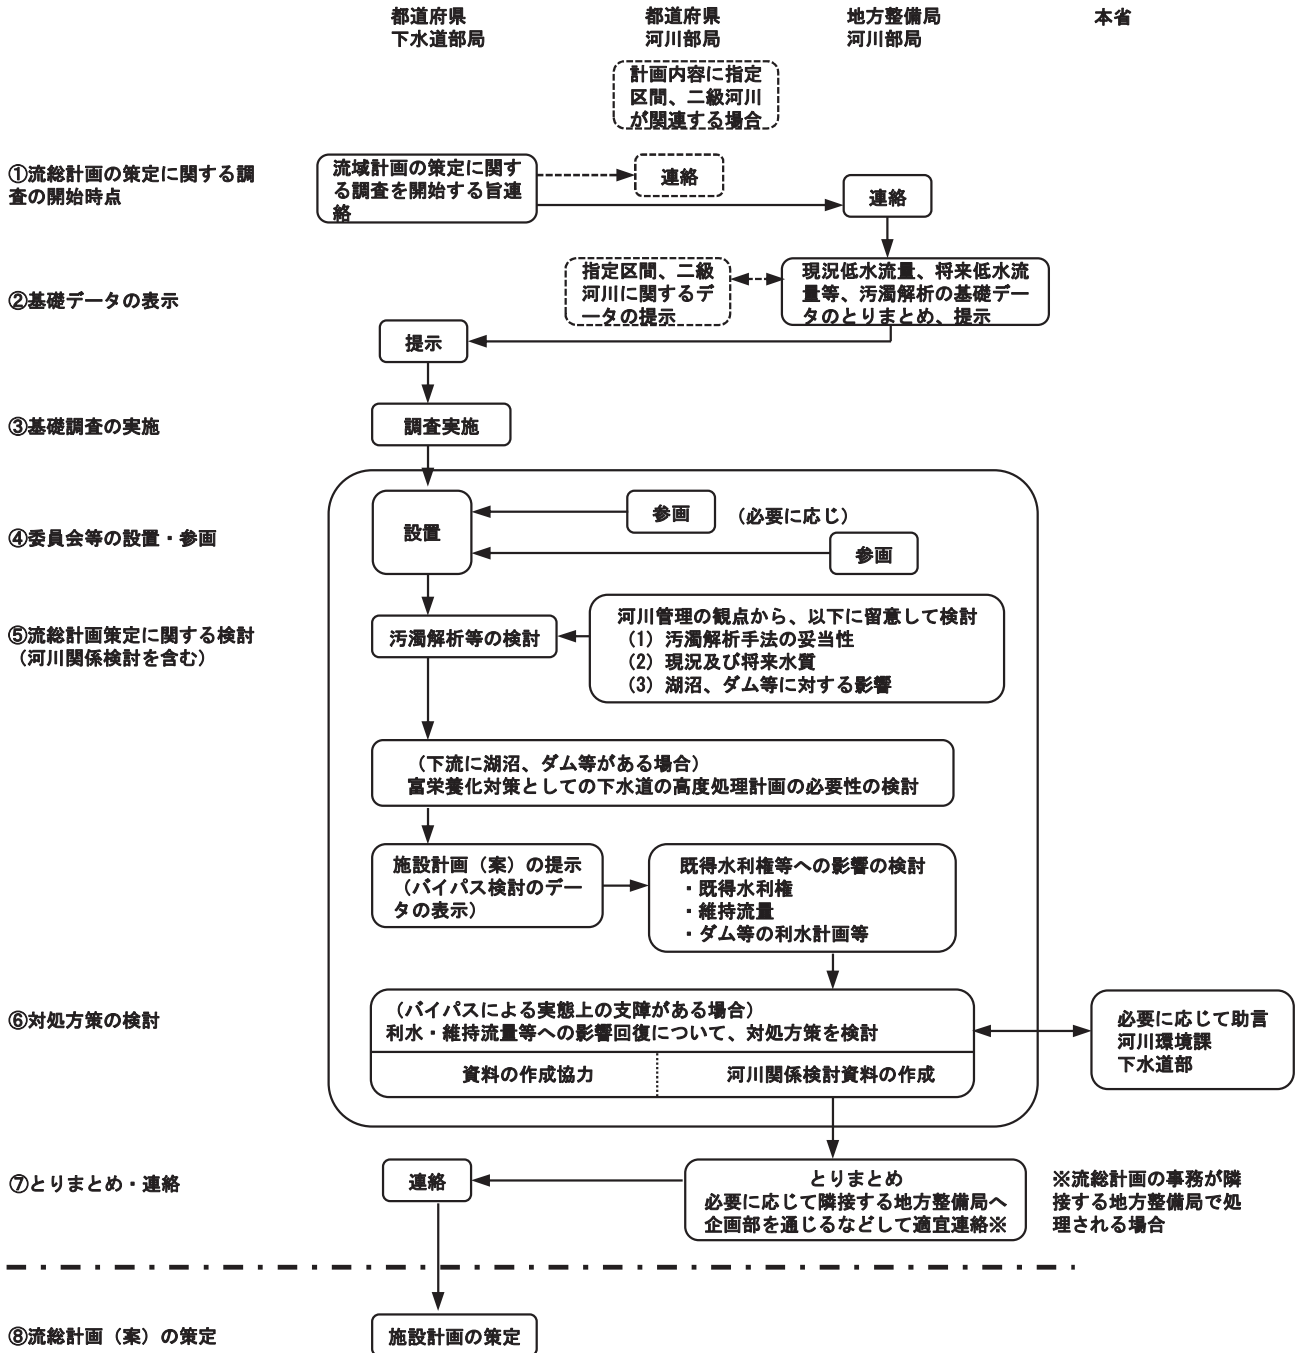 都道府県
下水道部局
都道府県
河川部局
地方整備局
河川部局
本省
計画内容に指定
区間、二級河川
が関連する場合
①流総計画の策定に関する調
査の開始時点
流域計画の策定に関す
る調査を開始する旨連
絡
連絡
連絡
②基礎データの表示
指定区間、二級
河川に関するデ
ータの提示
現況低水流量、将来低水流
量等、汚濁解析の基礎デー
タのとりまとめ、提示
提示
③基礎調査の実施
調査実施
④委員会等の設置・参画
設置
参画
（必要に応じ）
参画
⑤流総計画策定に関する検討
（河川関係検討を含む）
汚濁解析等の検討
河川管理の観点から、以下に留意して検討
（1）汚濁解析手法の妥当性
（2）現況及び将来水質
（3）湖沼、ダム等に対する影響
（下流に湖沼、ダム等がある場合）
富栄養化対策としての下水道の高度処理計画の必要性の検討
施設計画（案）の提示
（バイパス検討のデー
タの表示）
既得水利権等への影響の検討
・既得水利権
・維持流量
・ダム等の利水計画等
⑥対処方策の検討
（バイパスによる実態上の支障がある場合）
利水・維持流量等への影響回復について、対処方策を検討
資料の作成協力
河川関係検討資料の作成
必要に応じて助言
河川環境課
下水道部
⑦とりまとめ・連絡
連絡
とりまとめ
必要に応じて隣接する地方整備局へ
企画部を通じるなどして適宜連絡※
※流総計画の事務が隣
接する地方整備局で処
理される場合
⑧流総計画（案）の策定
施設計画の策定